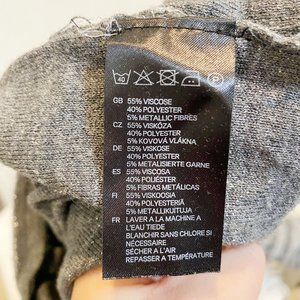 40
GB 55% VISCOSE
40% POLYESTER
5% METALLIC FIBRES
CZ 55% VISKÓZA
40% POLYESTER
5% KOVOVÁ VLÁKNA
DE 55% VISKOSE
40% POLYESTER
5% METALISIERTE GARNE
ES 55% VISCOSA
40% POLIÉSTER
5% FIBRAS METÁLICAS
FI 55% VISKOOSIA
40% POLYESTERIÄ
5% METALLIKUITUJA
FR LAVER A LA MACHINE A
L'EAU TIEDE
BLANCHIR SANS CHLORE SI
NÉCESSAIRE
SÉCHER À L'AIR
REPASSER A TEMPÉRATURE